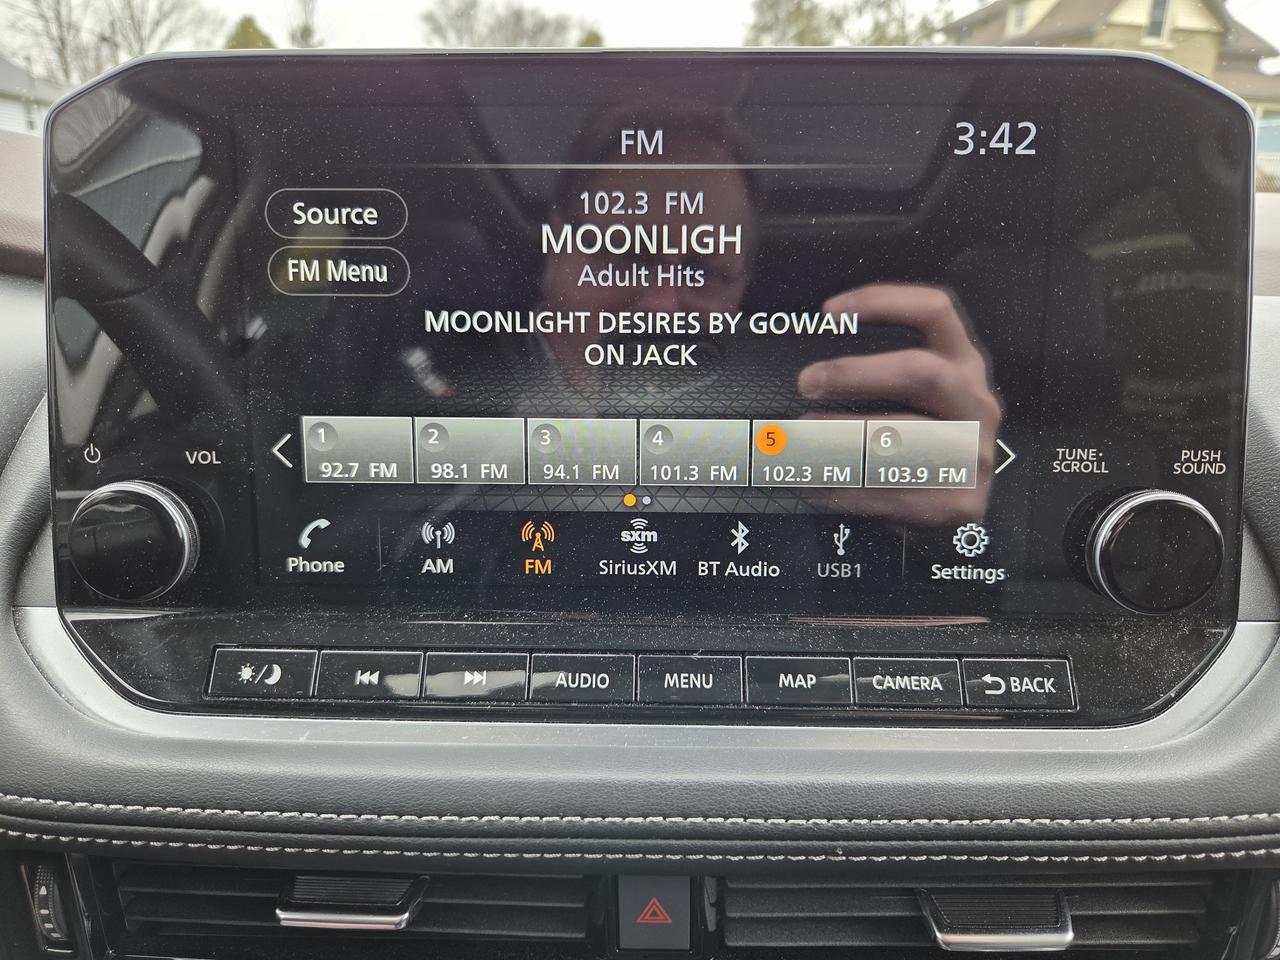 FM
3:42
102.3 FM
MOONLIGH
Adult Hits
Source
FM Menu
MOONLIGHT DESIRES BY GOWAN
ON JACK
1 92.7 FM
2 98.1 FM
3 94.1 FM
4 101.3 FM
5 102.3 FM
6 103.9 FM
VOL
TUNE·
SCROLL
PUSH
SOUND
Phone
AM
FM
sxm
SiriusXM
BT Audio
USB1
Settings
AUDIO
MENU
MAP
CAMERA
BACK